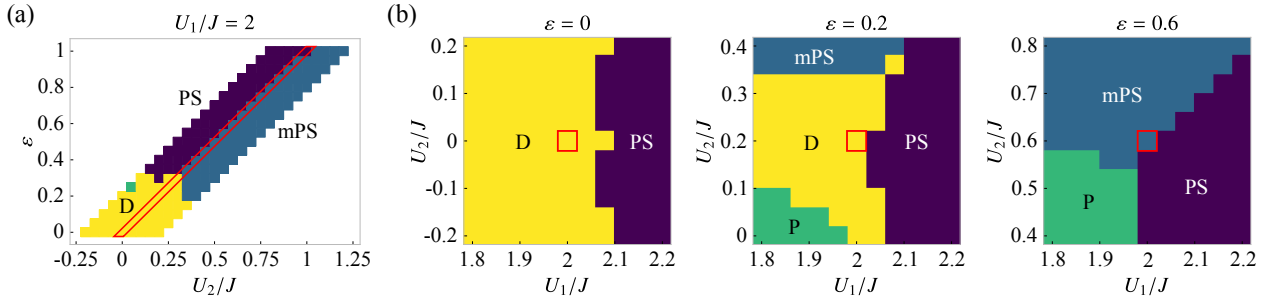 (a)
U₁/J = 2
ε
1
0.8
0.6
0.4
0.2
0
PS
mPS
D
-0.25 0 0.25 0.5 0.75 1 1.25
U₂/J
(b)
ε = 0
U₂/J
0.2
0.1
0
-0.1
-0.2
D
PS
1.8 1.9 2 2.1 2.2
U₁/J
ε = 0.2
U₂/J
0.4
0.3
0.2
0.1
0
mPS
D
PS
P
1.8 1.9 2 2.1 2.2
U₁/J
ε = 0.6
U₂/J
0.8
0.7
0.6
0.5
0.4
mPS
P
PS
1.8 1.9 2 2.1 2.2
U₁/J